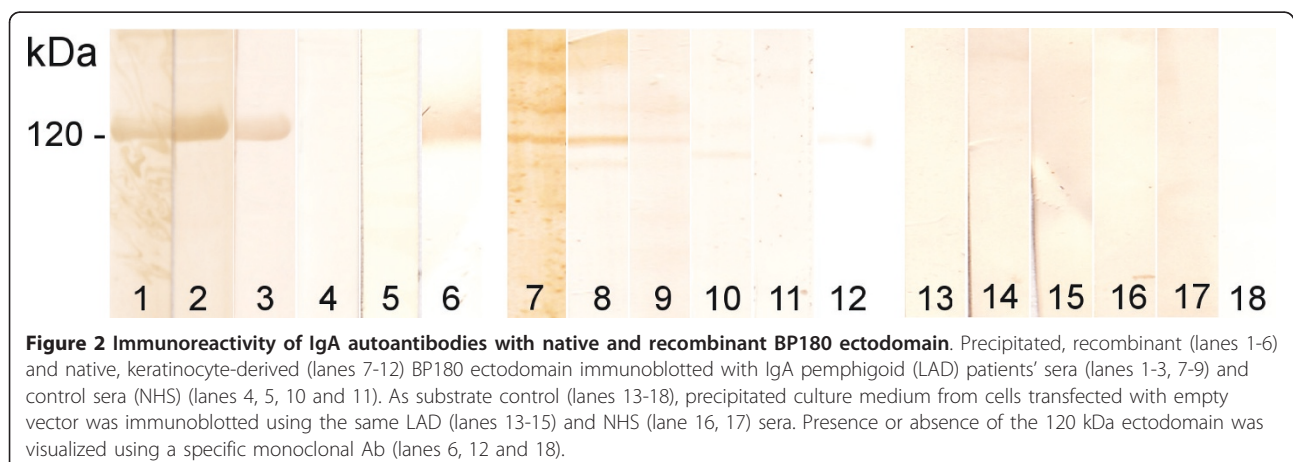 kDa
120 -
1 2 3 4 5 6 7 8 9 10 11 12 13 14 15 16 17 18
Figure 2 Immunoreactivity of IgA autoantibodies with native and recombinant BP180 ectodomain. Precipitated, recombinant (lanes 1-6)
and native, keratinocyte-derived (lanes 7-12) BP180 ectodomain immunoblotted with IgA pemphigoid (LAD) patients' sera (lanes 1-3, 7-9) and
control sera (NHS) (lanes 4, 5, 10 and 11). As substrate control (lanes 13-18), precipitated culture medium from cells transfected with empty
vector was immunoblotted using the same LAD (lanes 13-15) and NHS (lane 16, 17) sera. Presence or absence of the 120 kDa ectodomain was
visualized using a specific monoclonal Ab (lanes 6, 12 and 18).